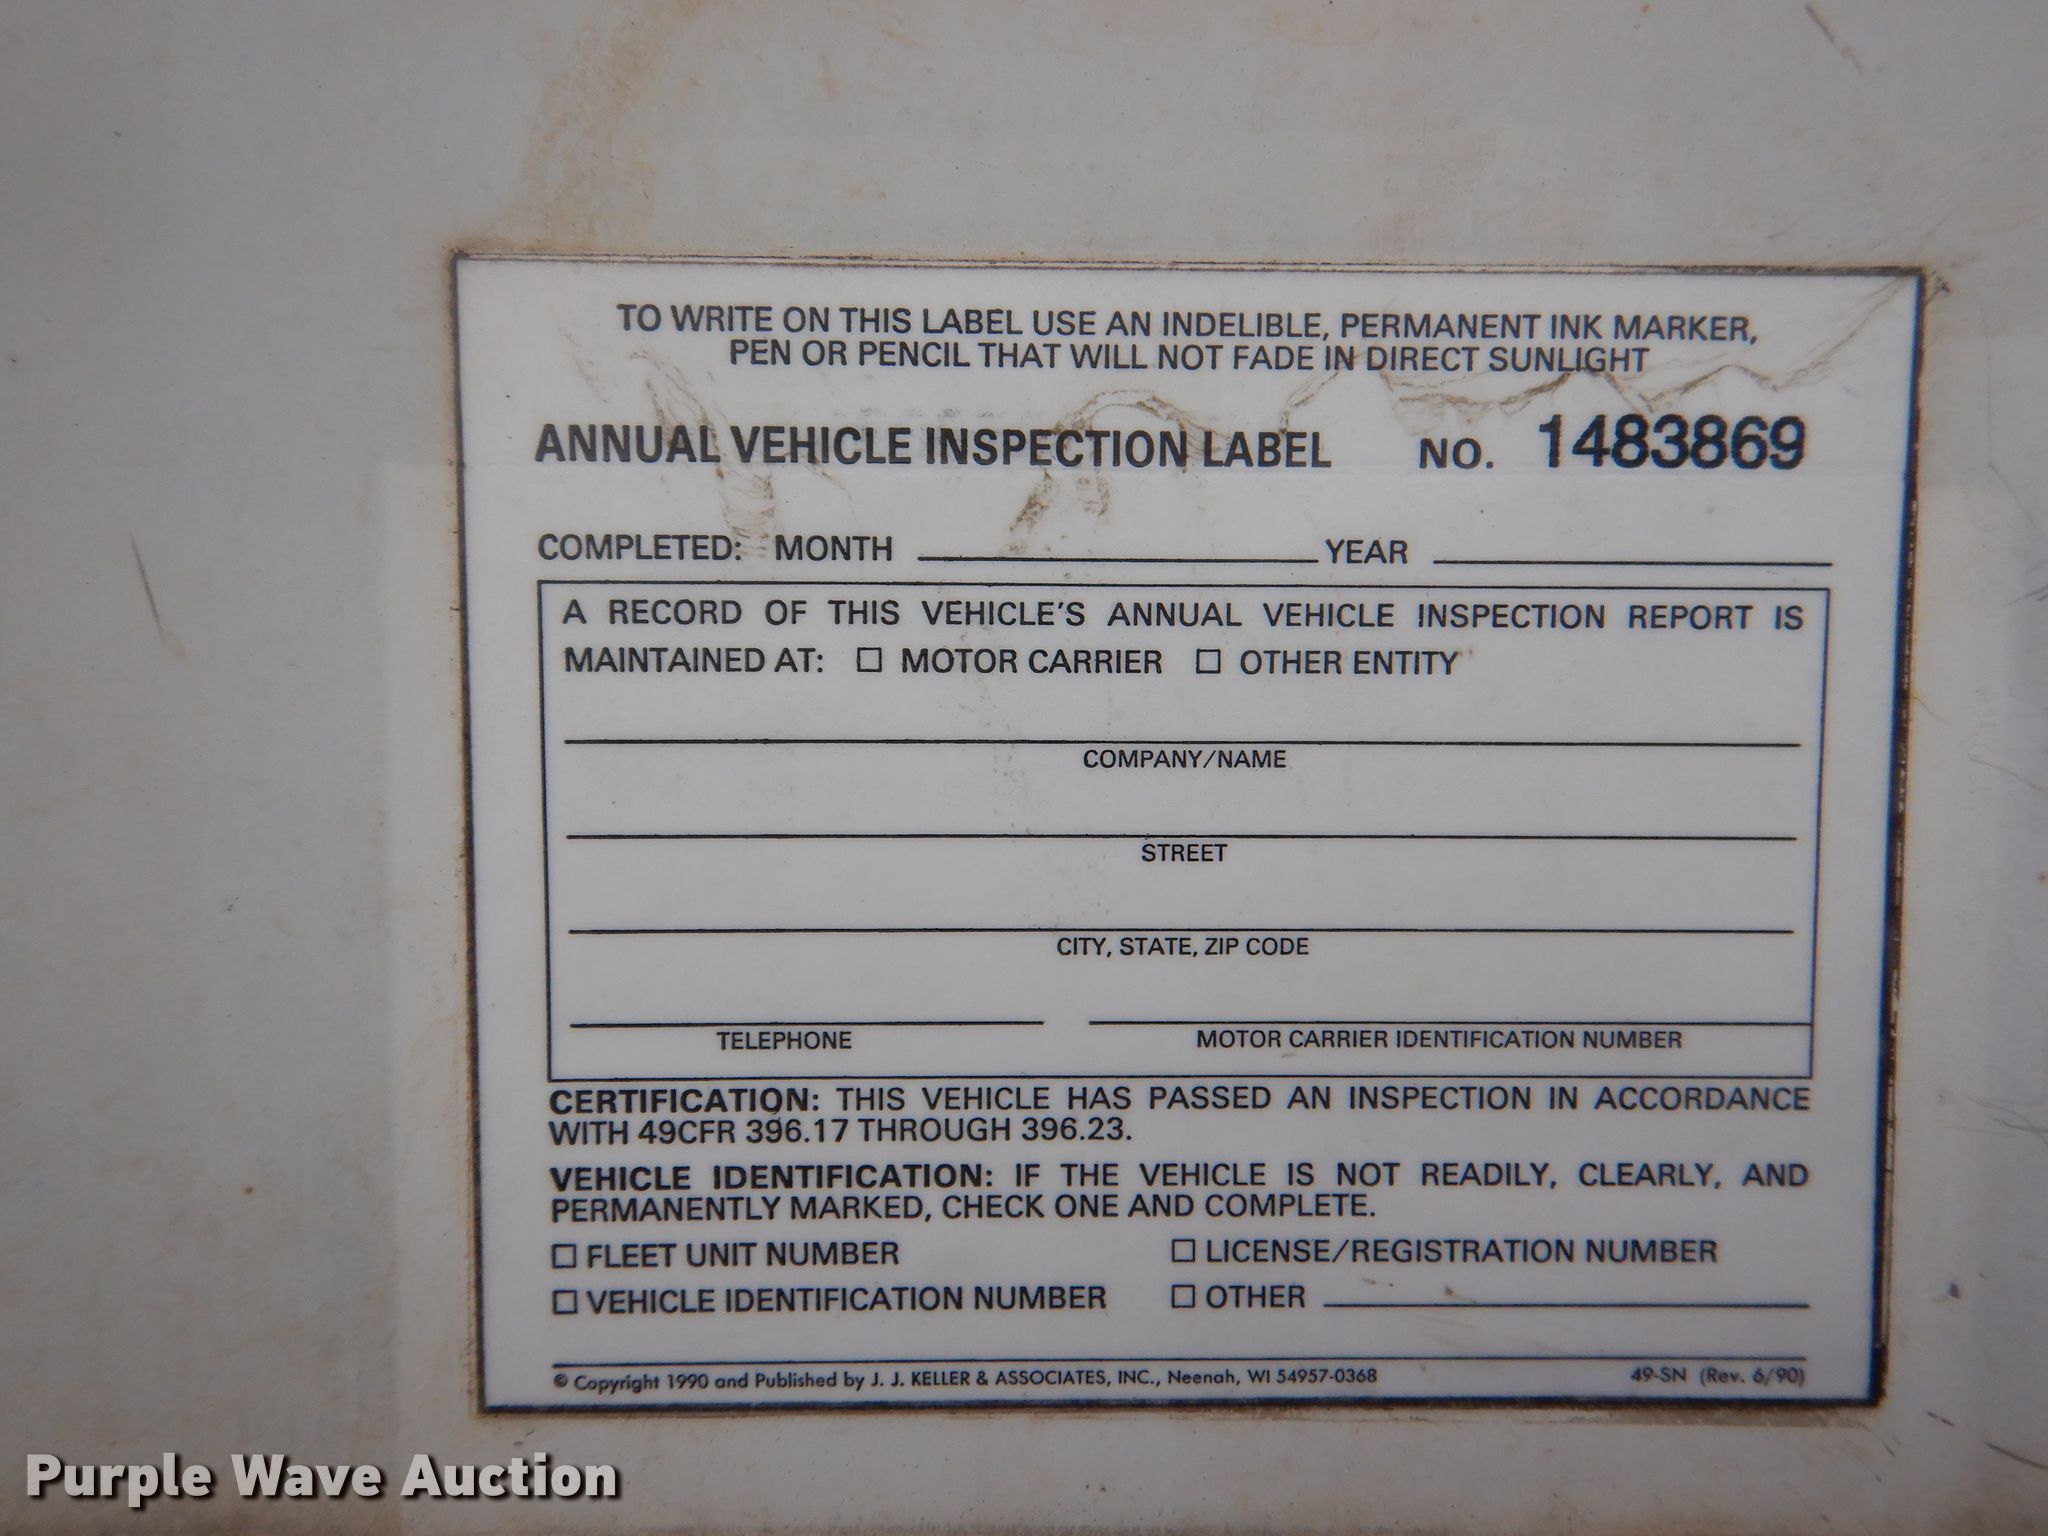 TO WRITE ON THIS LABEL USE AN INDELIBLE, PERMANENT INK MARKER,
PEN OR PENCIL THAT WILL NOT FADE IN DIRECT SUNLIGHT
ANNUAL VEHICLE INSPECTION LABEL NO. 1483869
COMPLETED: MONTH YEAR
A RECORD OF THIS VEHICLE'S ANNUAL VEHICLE INSPECTION REPORT IS
MAINTAINED AT: ☐ MOTOR CARRIER ☐ OTHER ENTITY
COMPANY/NAME
STREET
CITY, STATE, ZIP CODE
TELEPHONE MOTOR CARRIER IDENTIFICATION NUMBER
CERTIFICATION: THIS VEHICLE HAS PASSED AN INSPECTION IN ACCORDANCE
WITH 49CFR 396.17 THROUGH 396.23.
VEHICLE IDENTIFICATION: IF THE VEHICLE IS NOT READILY, CLEARLY, AND
PERMANENTLY MARKED, CHECK ONE AND COMPLETE.
☐ FLEET UNIT NUMBER ☐ LICENSE/REGISTRATION NUMBER
☐ VEHICLE IDENTIFICATION NUMBER ☐ OTHER
© Copyright 1990 and Published by J. J. KELLER & ASSOCIATES, INC., Neenah, WI 54957-0368 49-SN (Rev. 6/90)
Purple Wave Auction